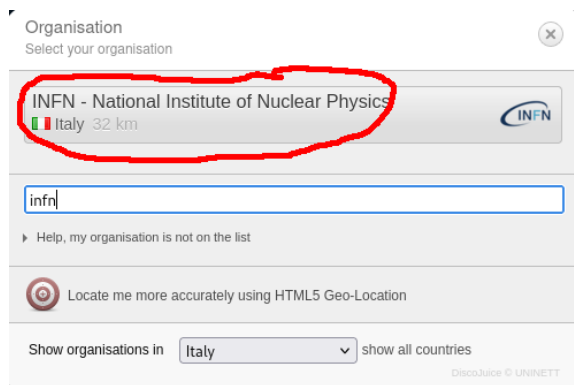 Organisation
Select your organisation
INFN - National Institute of Nuclear Physics
Italy 32 km
INFN
infn
Help, my organisation is not on the list
Locate me more accurately using HTML5 Geo-Location
Show organisations in Italy show all countries
DiscoJuice © UNINETT